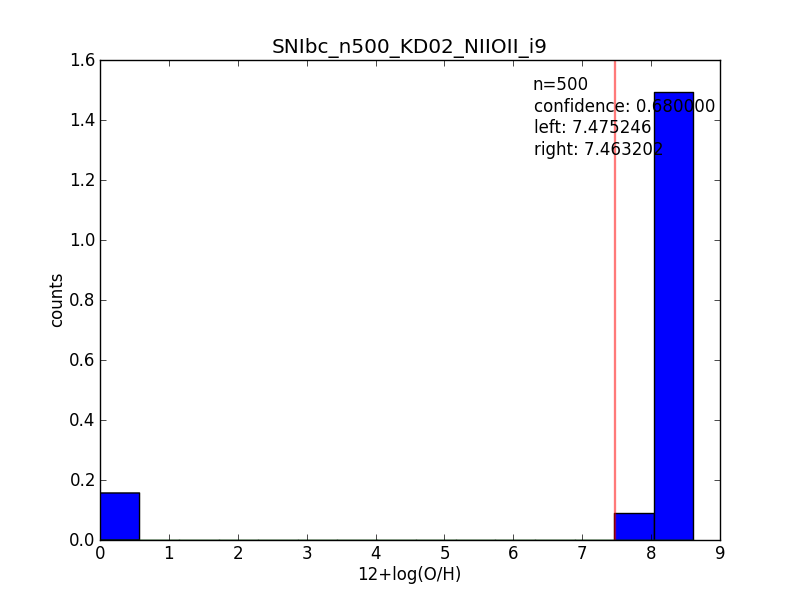 SNIbc_n500_KD02_NIIOII_i9
1.6
1.4
1.2
1.0
0.8
0.6
0.4
0.2
0.0
counts
n=500
confidence: 0.680000
left: 7.475246
right: 7.463202
0 1 2 3 4 5 6 7 8 9
12+log(O/H)